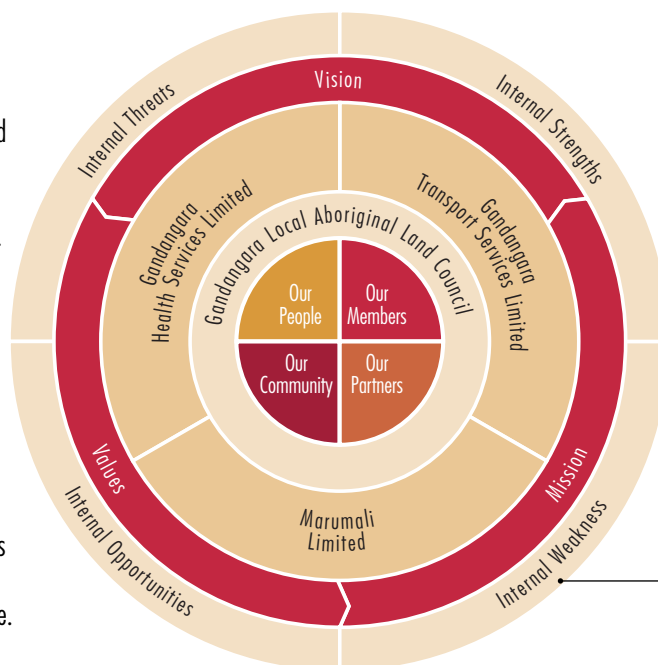 d
Internal Threats
Vision
Internal Strengths
Gandangara
Health Services Limited
Gandangara
Transport Services Limited
Gandangara Local Aboriginal Land Council
Our
People
Our
Members
Our
Community
Our
Partners
Values
Mission
Marumali
Limited
Internal Opportunities
Internal Weakness
s
e.